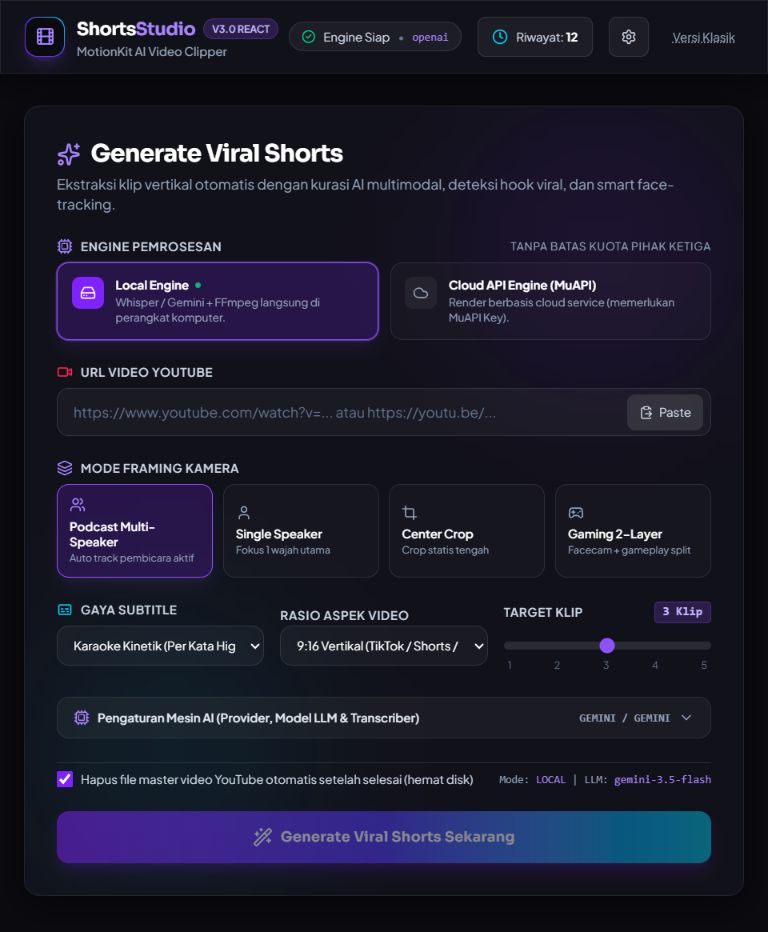 ShortsStudio V3.0 REACT
MotionKit AI Video Clipper
Engine Siap • openai
Riwayat: 12
Versi Klasik
Generate Viral Shorts
Ekstraksi klip vertikal otomatis dengan kurasi AI multimodal, deteksi hook viral, dan smart face-
tracking.
ENGINE PEMROSESAN
TANPA BATAS KUOTA PIHAK KETIGA
Local Engine
Whisper / Gemini + FFmpeg langsung di
perangkat komputer.
Cloud API Engine (MuAPI)
Render berbasis cloud service (memerlukan
MuAPI Key).
URL VIDEO YOUTUBE
https://www.youtube.com/watch?v=... atau https://youtu.be/...
Paste
MODE FRAMING KAMERA
Podcast Multi-
Speaker
Auto track pembicara aktif
Single Speaker
Fokus 1 wajah utama
Center Crop
Crop statis tengah
Gaming 2-Layer
Facecam + gameplay split
GAYA SUBTITLE
Karaoke Kinetik (Per Kata Hig
RASIO ASPEK VIDEO
9:16 Vertikal (TikTok / Shorts /
TARGET KLIP
3 Klip
1 2 3 4 5
Pengaturan Mesin AI (Provider, Model LLM & Transcriber)
GEMINI / GEMINI
Hapus file master video YouTube otomatis setelah selesai (hemat disk)
Mode: LOCAL | LLM: gemini-3.5-flash
Generate Viral Shorts Sekarang